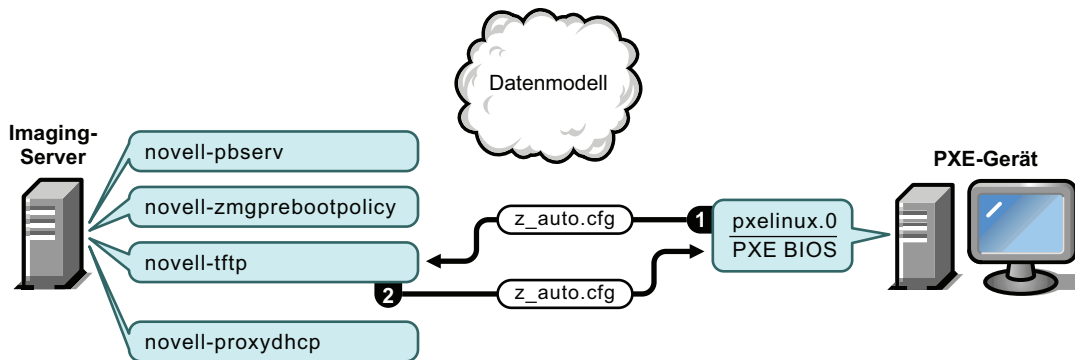 Datenmodell
Imaging-
Server
novell-pbserv
novell-zmgprebootpolicy
novell-tftp
novell-proxydhcp
z_auto.cfg
1
2
z_auto.cfg
pxelinux.0
PXE BIOS
PXE-Gerät